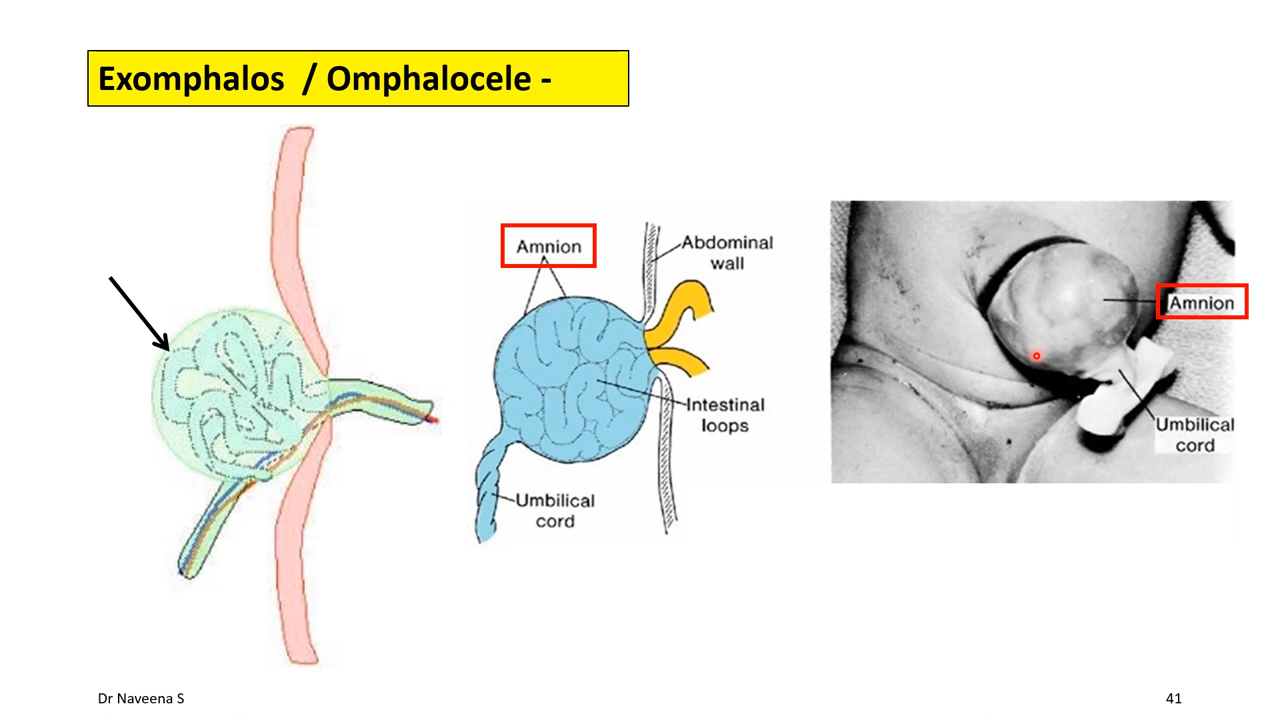 Exomphalos / Omphalocele -
Amnion
Abdominal
wall
Intestinal
loops
Umbilical
cord
Amnion
Umbilical
cord
Dr Naveena S
41